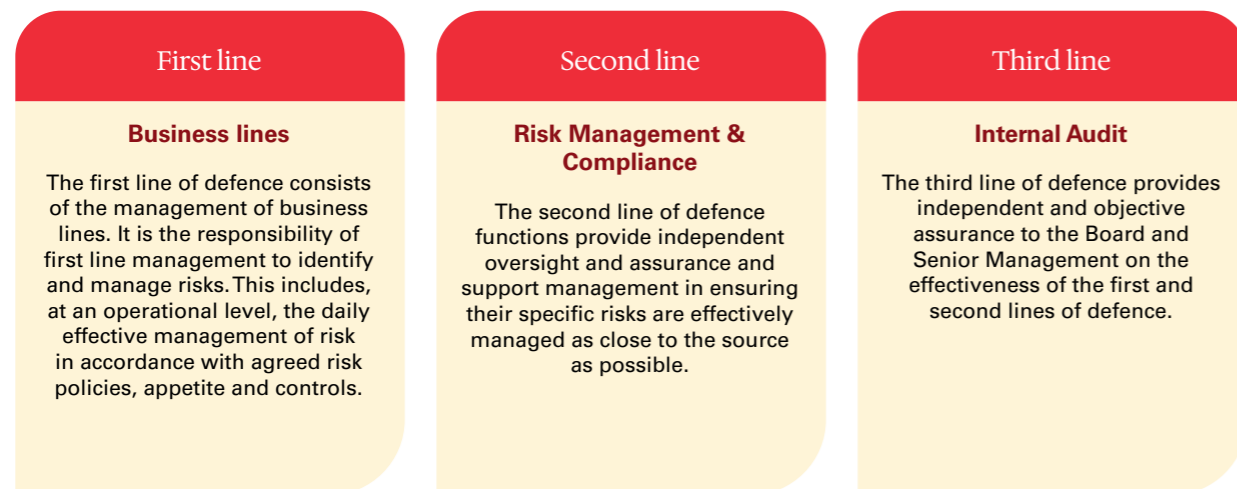 First line
Business lines
The first line of defence consists
of the management of business
lines. It is the responsibility of
first line management to identify
and manage risks. This includes,
at an operational level, the daily
effective management of risk
in accordance with agreed risk
policies, appetite and controls.
Second line
Risk Management &
Compliance
The second line of defence
functions provide independent
oversight and assurance and
support management in ensuring
their specific risks are effectively
managed as close to the source
as possible.
Third line
Internal Audit
The third line of defence provides
independent and objective
assurance to the Board and
Senior Management on the
effectiveness of the first and
second lines of defence.